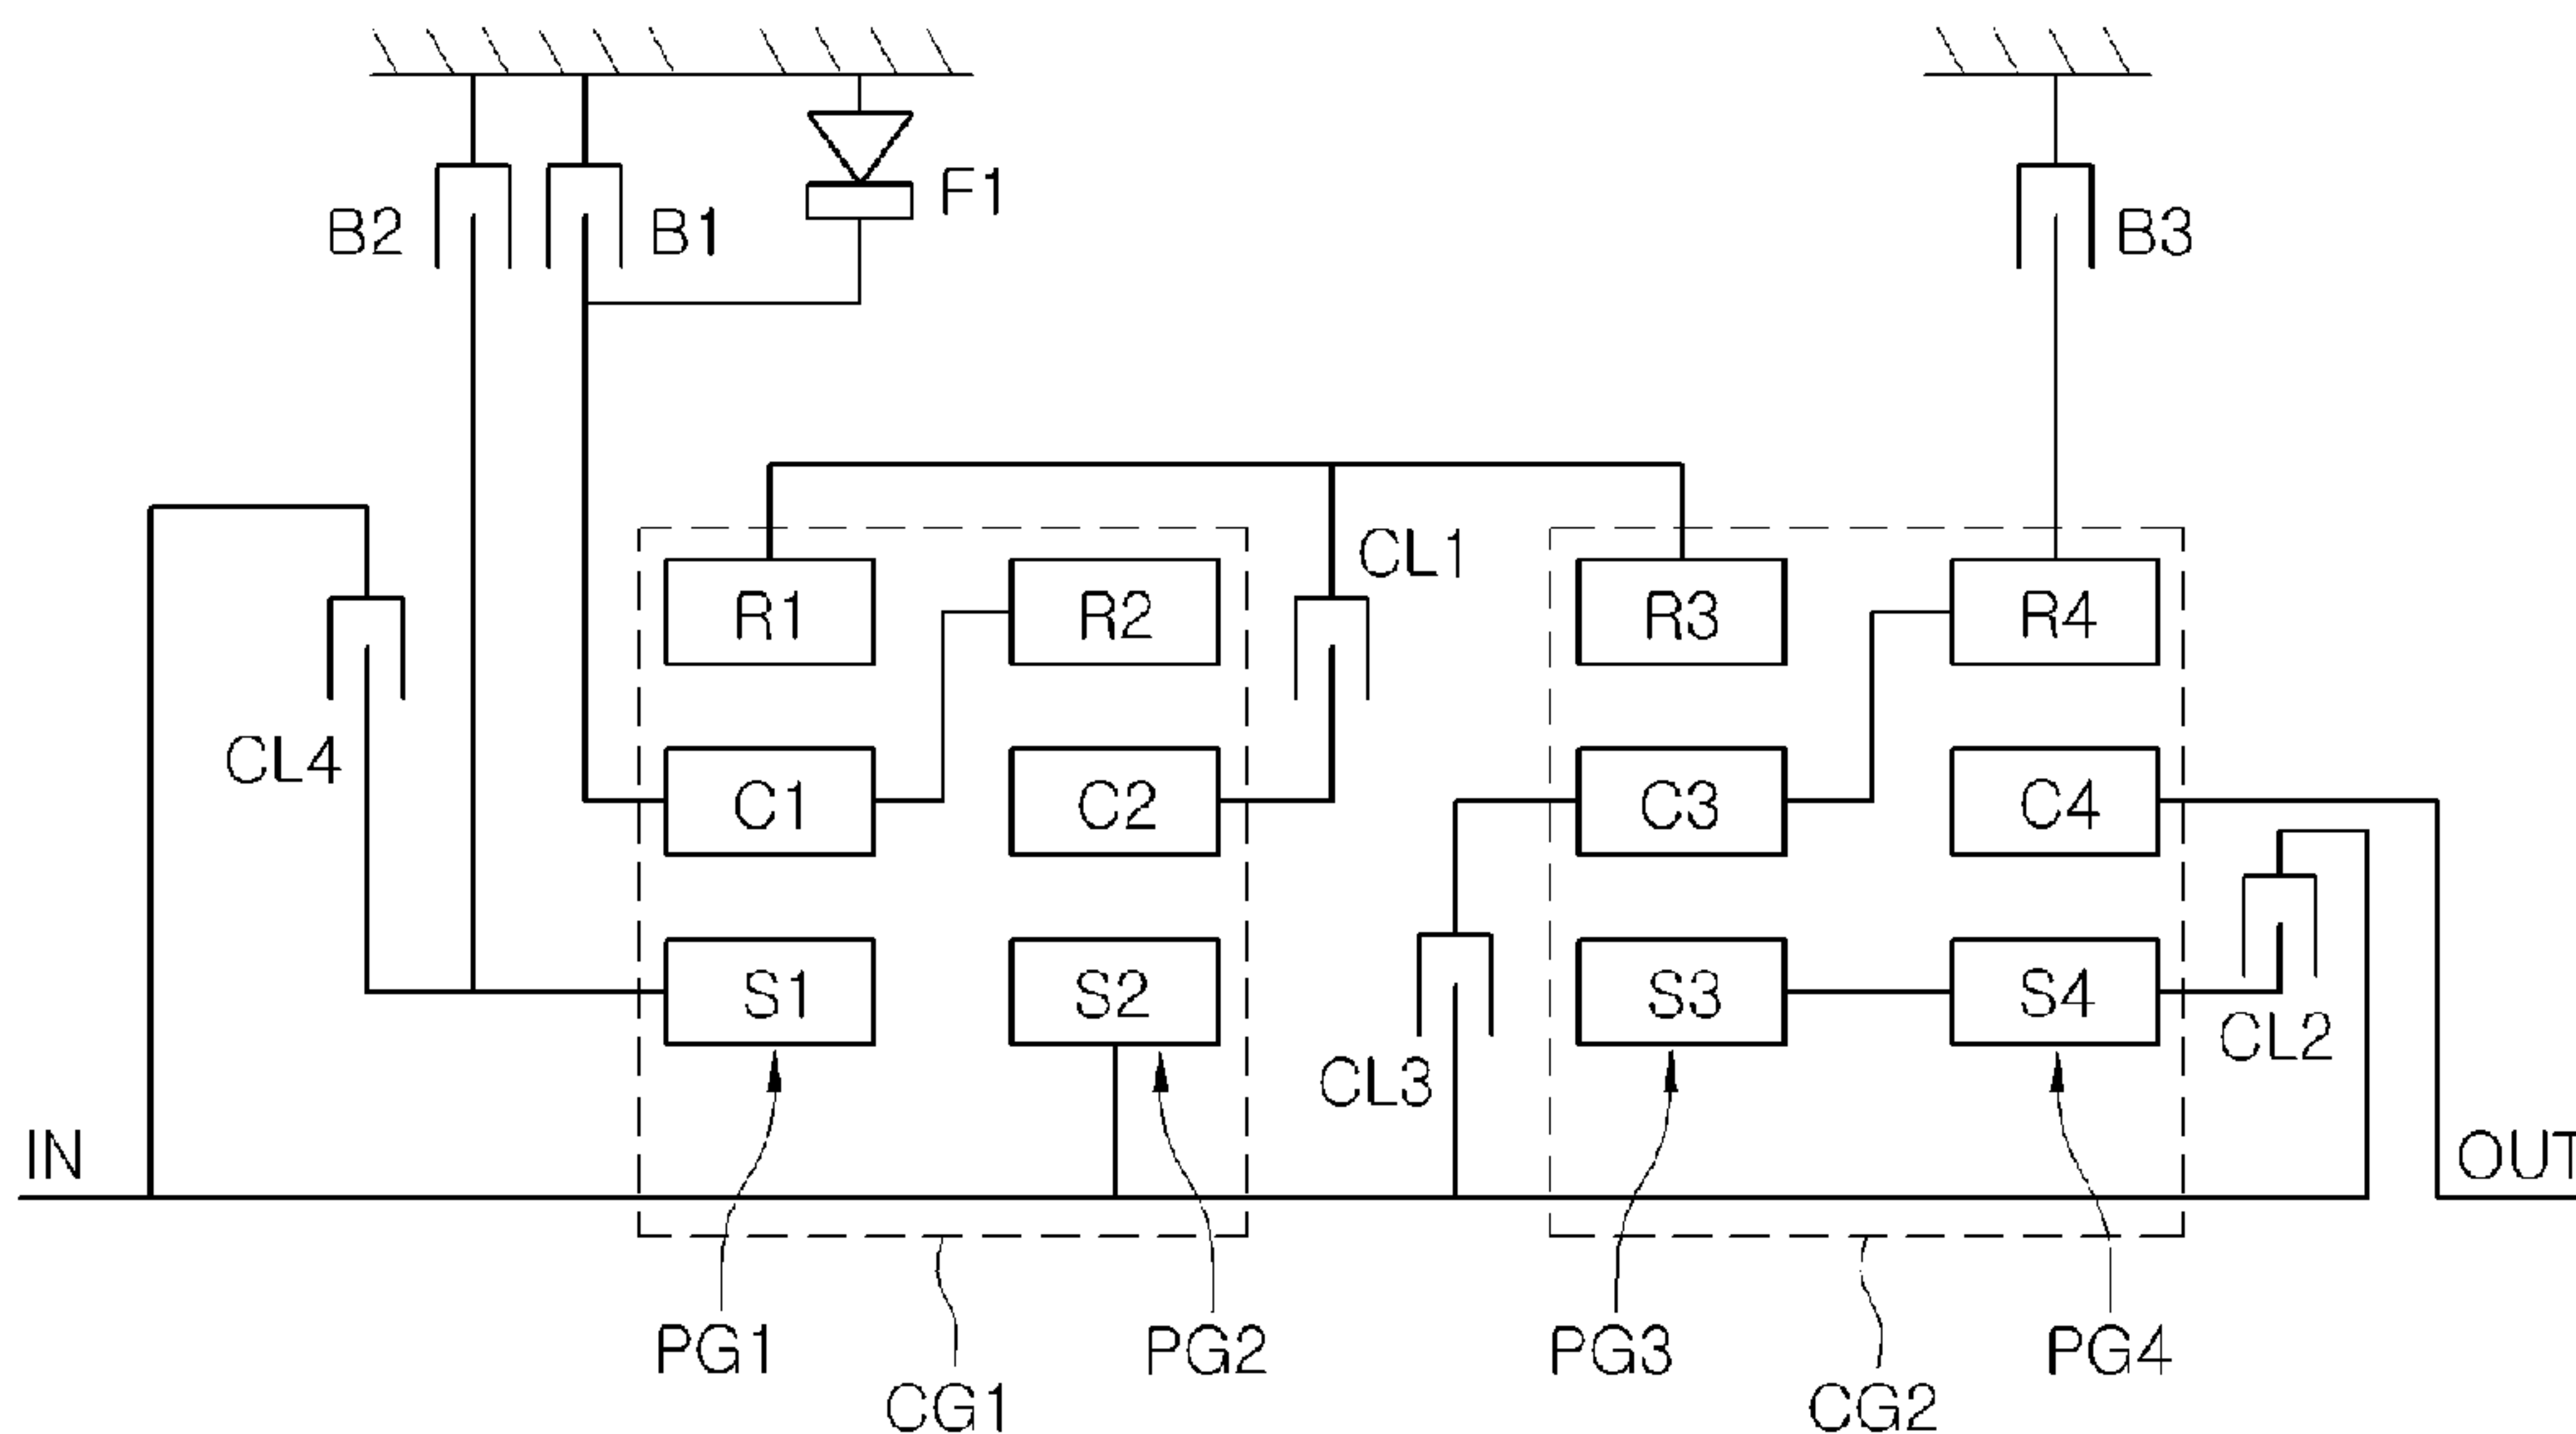 F1
B2
B1
B3
CL1
R1
R2
R3
R4
CL4
C1
C2
C3
C4
S1
S2
S3
S4
CL2
CL3
IN
OUT
PG1
PG2
PG3
PG4
CG1
CG2